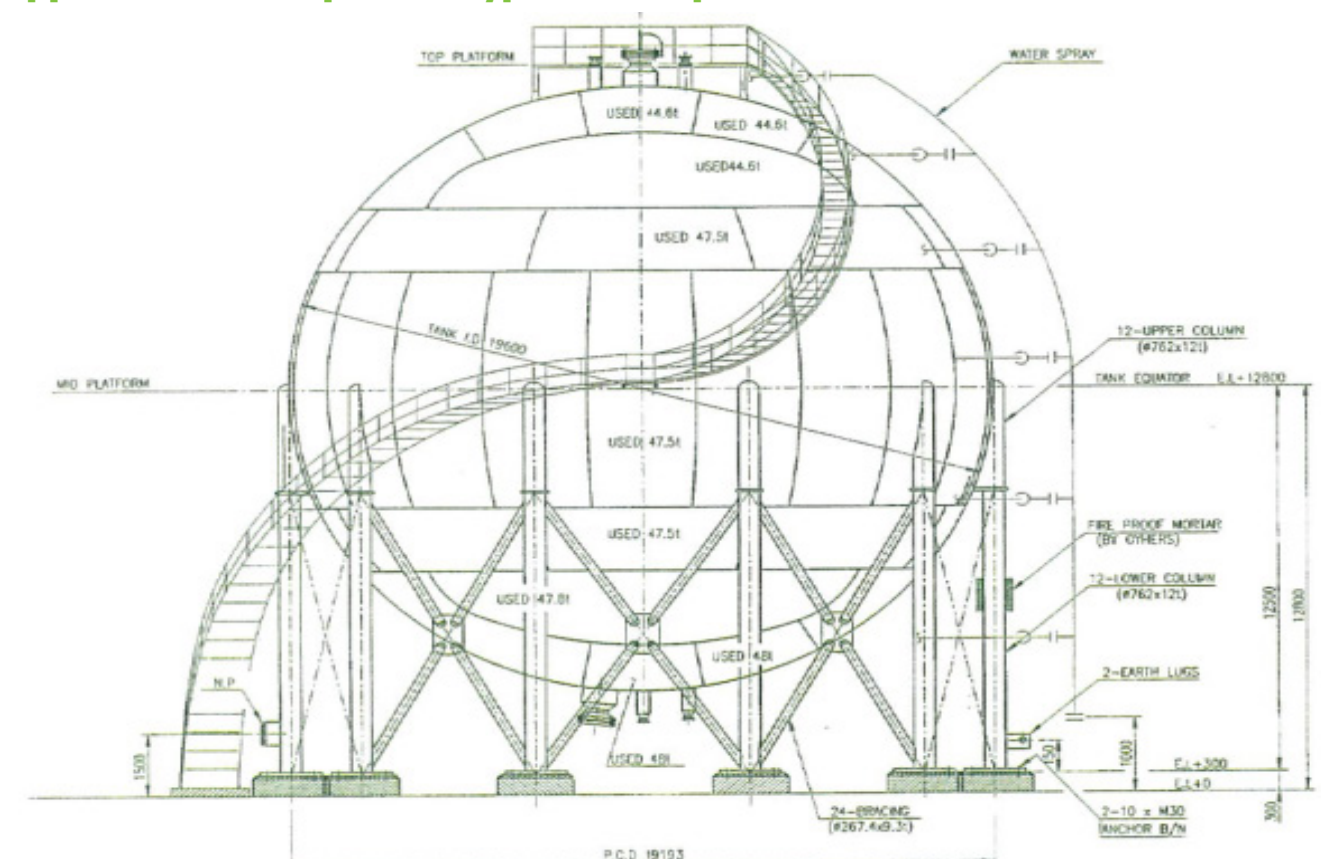 TOP PLATFORM
WATER SPRAY
USED 44.6t
USED 44.6t
USED44.6t
USED 47.5t
TANK I.D 19600
12-UPPER COLUMN
(ø762x12t)
MID PLATFORM
TANK EQUATOR E.L+12800
USED 47.5t
FIRE PROOF MORTAR
(BY OTHERS)
USED 47.5t
12-LOWER COLUMN
(ø762x12t)
USED 47.8t
12500
12800
USED 48t
2-EARTH LUGS
N.P
1500
USED 48t
150
1000
E.L+300
E.L±0
24-BRACING
(ø267.4x9.3t)
2-10 x M30
ANCHOR B/N
300
P.C.D 19193